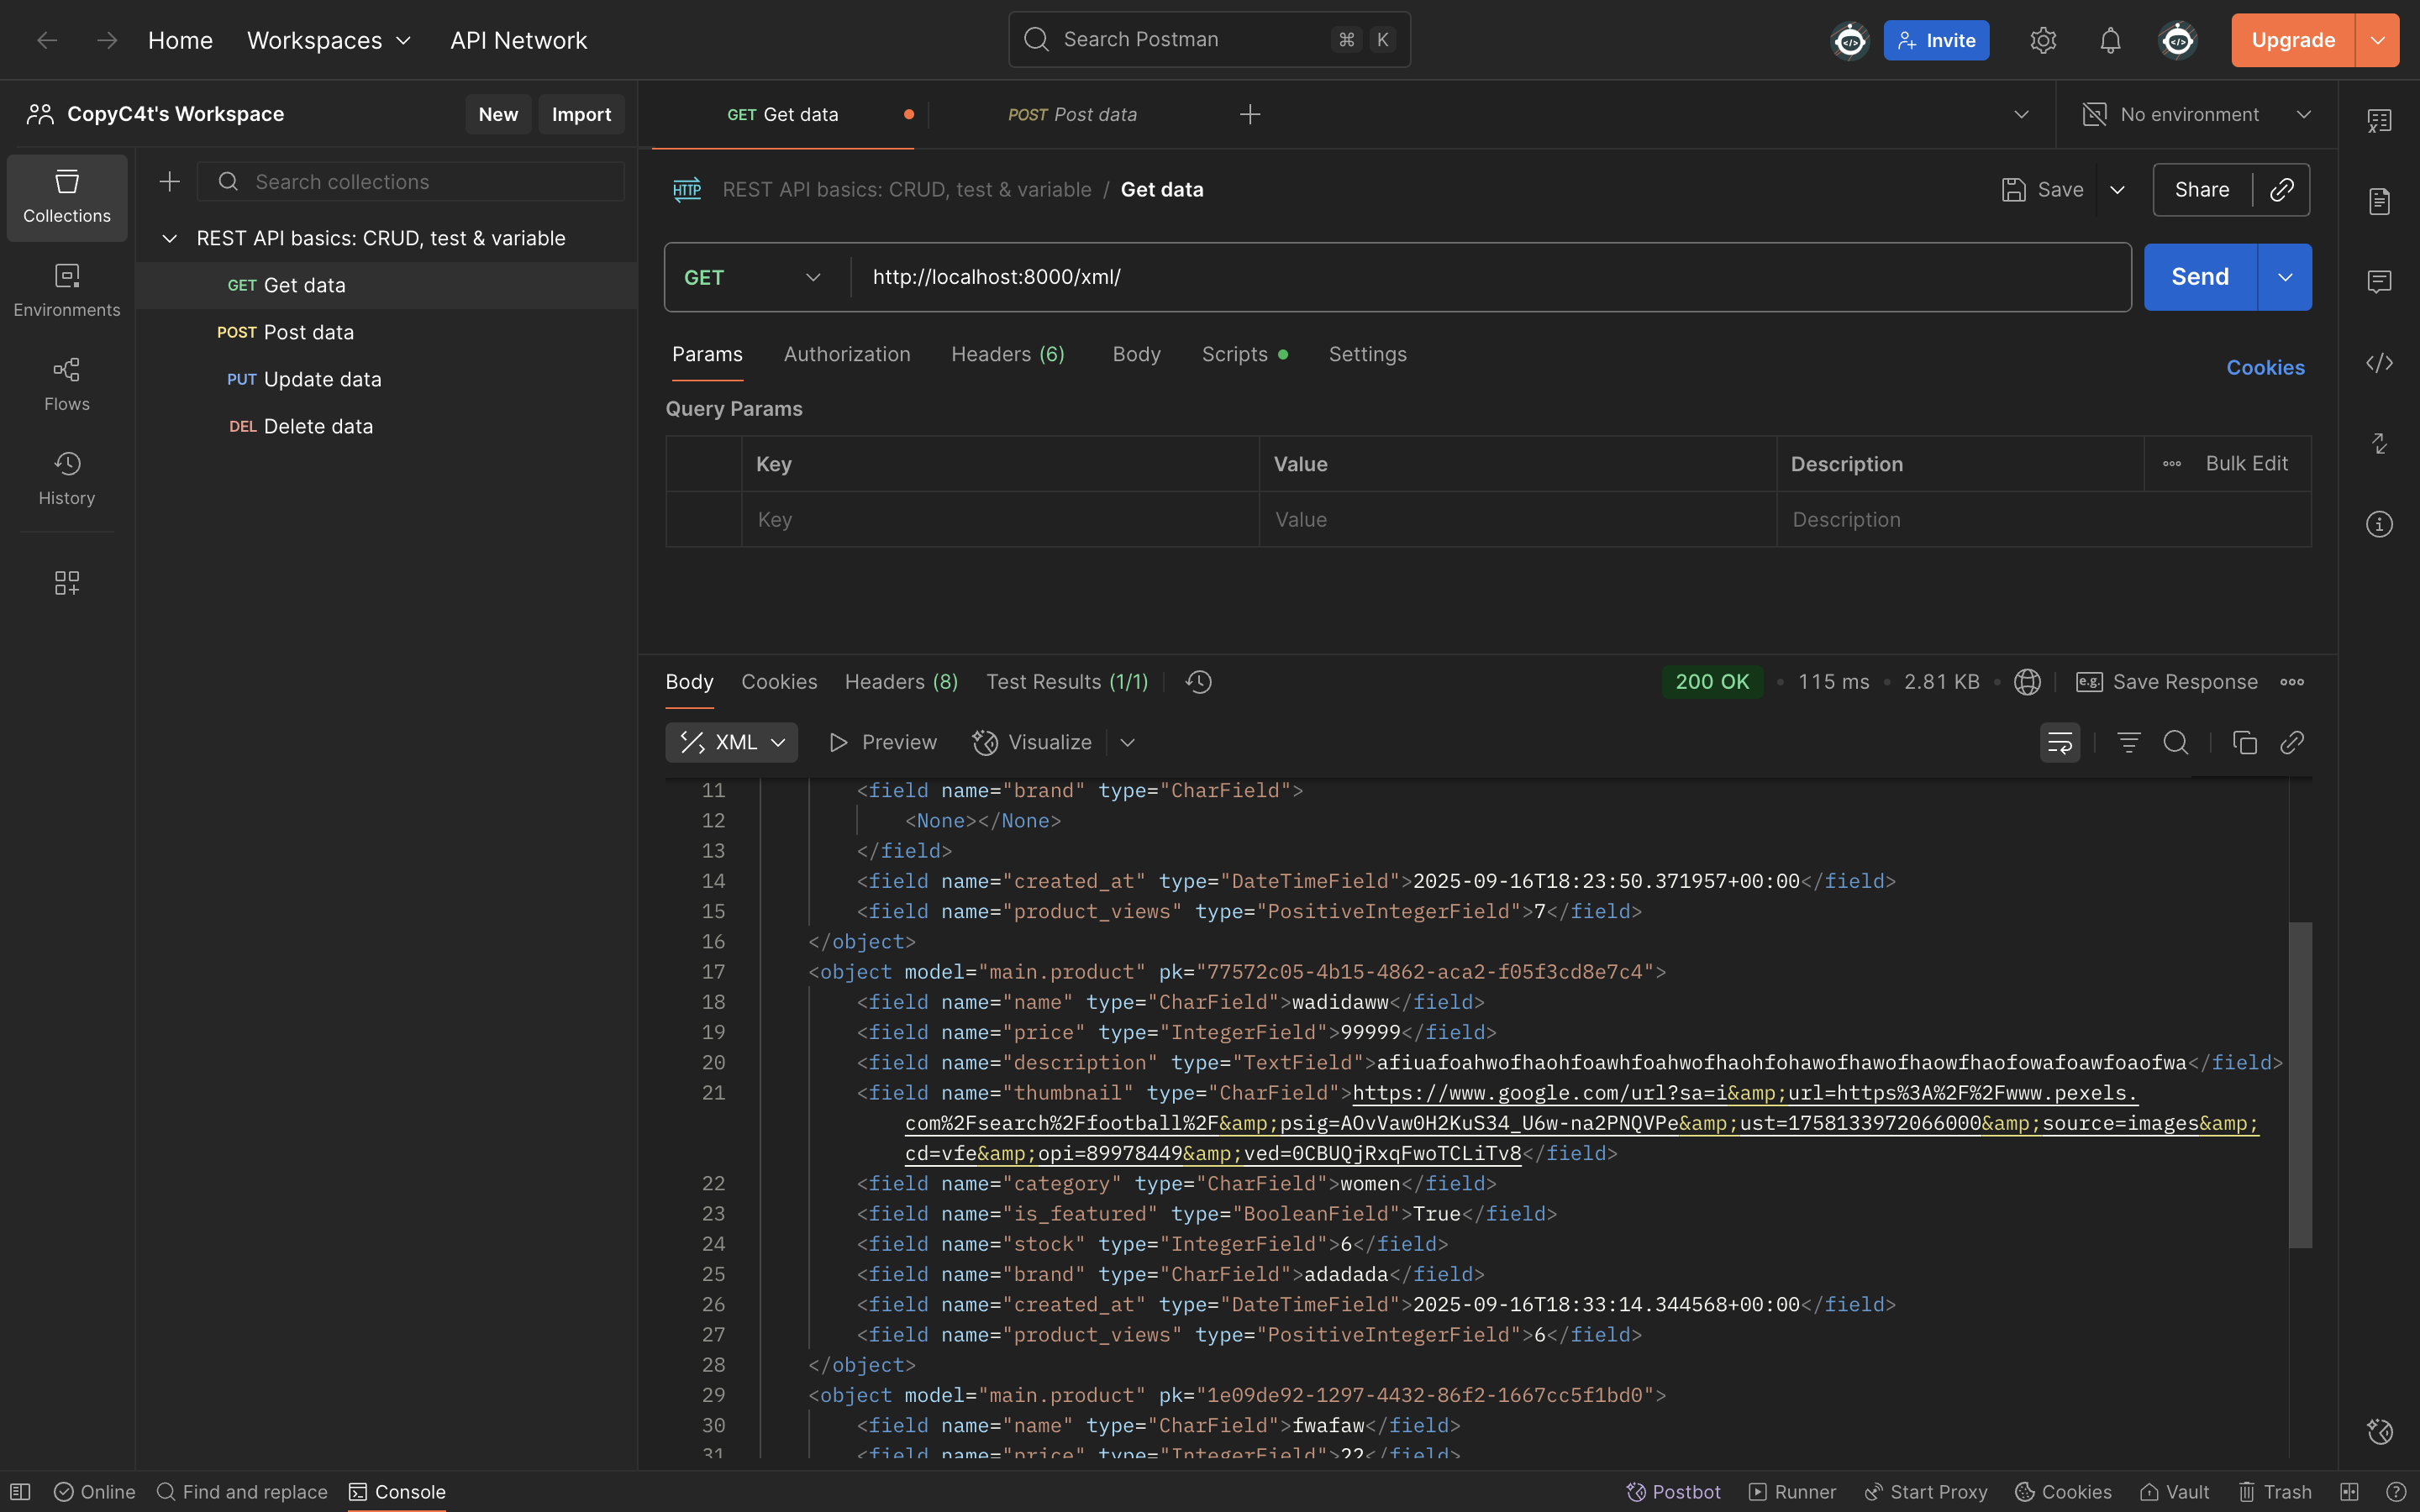 Home Workspaces API Network Search Postman ⌘ K Invite Upgrade
CopyC4t's Workspace New Import GET Get data POST Post data No environment
Collections
Search collections
REST API basics: CRUD, test & variable / Get data Save Share
REST API basics: CRUD, test & variable
GET Get data
POST Post data
PUT Update data
DEL Delete data
Environments
Flows
History
GET http://localhost:8000/xml/ Send
Params Authorization Headers (6) Body Scripts Settings Cookies
Query Params
Key Value Description Bulk Edit
Key Value Description
Body Cookies Headers (8) Test Results (1/1) 200 OK • 115 ms • 2.81 KB • e.g. Save Response
XML Preview Visualize
11 <field name="brand" type="CharField">
12 <None></None>
13 </field>
14 <field name="created_at" type="DateTimeField">2025-09-16T18:23:50.371957+00:00</field>
15 <field name="product_views" type="PositiveIntegerField">7</field>
16 </object>
17 <object model="main.product" pk="77572c05-4b15-4862-aca2-f05f3cd8e7c4">
18 <field name="name" type="CharField">wadidaww</field>
19 <field name="price" type="IntegerField">99999</field>
20 <field name="description" type="TextField">afiuafoahwofhaohfoawhfoahwofhaohfohawofhawofhaowfhaofowafoawfoaofwa</field>
21 <field name="thumbnail" type="CharField">https://www.google.com/url?sa=i&amp;url=https%3A%2F%2Fwww.pexels.
com%2Fsearch%2Ffootball%2F&amp;psig=AOvVaw0H2KuS34_U6w-na2PNQVPe&amp;ust=1758133972066000&amp;source=images&amp;
cd=vfe&amp;opi=89978449&amp;ved=0CBUQjRxqFwoTCLiTv8</field>
22 <field name="category" type="CharField">women</field>
23 <field name="is_featured" type="BooleanField">True</field>
24 <field name="stock" type="IntegerField">6</field>
25 <field name="brand" type="CharField">adadada</field>
26 <field name="created_at" type="DateTimeField">2025-09-16T18:33:14.344568+00:00</field>
27 <field name="product_views" type="PositiveIntegerField">6</field>
28 </object>
29 <object model="main.product" pk="1e09de92-1297-4432-86f2-1667cc5f1bd0">
30 <field name="name" type="CharField">fwafaw</field>
31 <field name="price" type="IntegerField">22</field>
Online Find and replace Console Postbot Runner Start Proxy Cookies Vault Trash